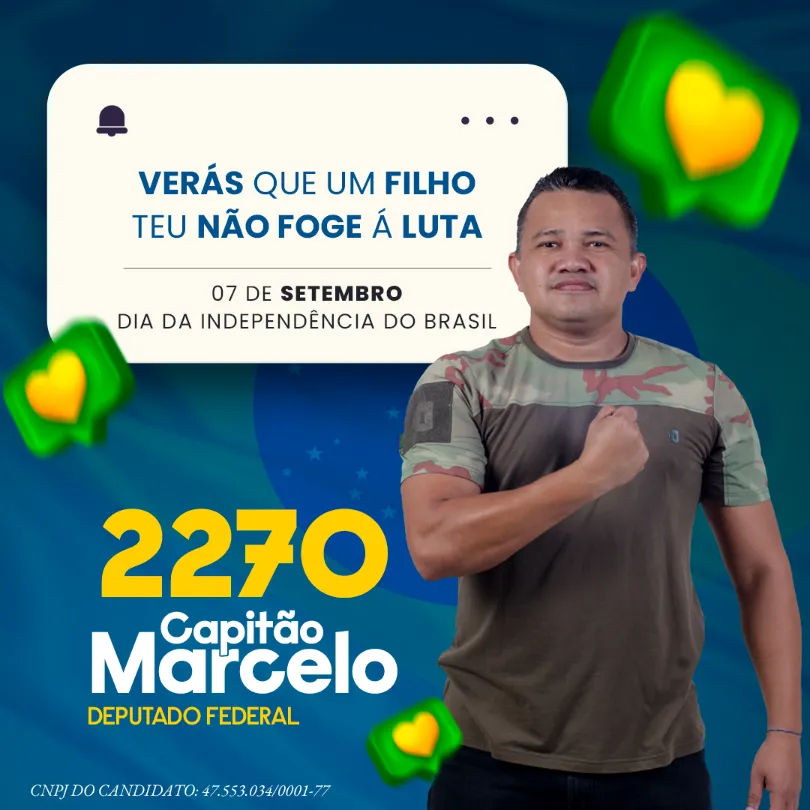 VERÁS QUE UM FILHO
TEU NÃO FOGE Á LUTA
07 DE SETEMBRO
DIA DA INDEPENDÊNCIA DO BRASIL
2270
Capitão
Marcelo
DEPUTADO FEDERAL
CNPJ DO CANDIDATO: 47.553.034/0001-77